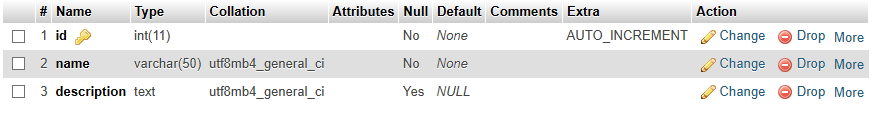 # Name Type Collation Attributes Null Default Comments Extra Action
1 id int(11) No None AUTO_INCREMENT Change Drop More
2 name varchar(50) utf8mb4_general_ci No None Change Drop More
3 description text utf8mb4_general_ci Yes NULL Change Drop More